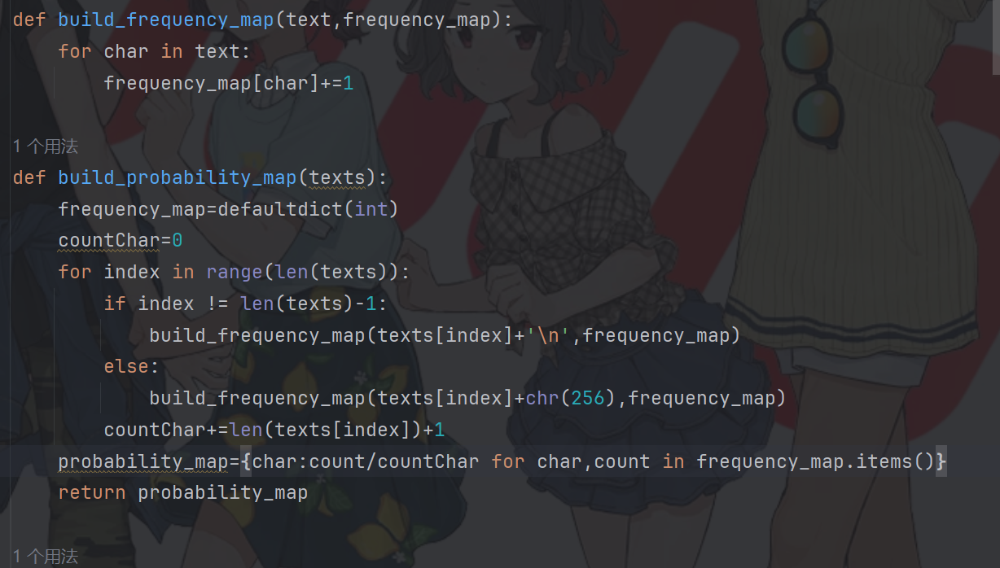 def build_frequency_map(text,frequency_map):
    for char in text:
        frequency_map[char]+=1
1 个用法
def build_probability_map(texts):
    frequency_map=defaultdict(int)
    countChar=0
    for index in range(len(texts)):
        if index != len(texts)-1:
            build_frequency_map(texts[index]+'\n',frequency_map)
        else:
            build_frequency_map(texts[index]+chr(256),frequency_map)
        countChar+=len(texts[index])+1
    probability_map={char:count/countChar for char,count in frequency_map.items()}
    return probability_map
1 个用法